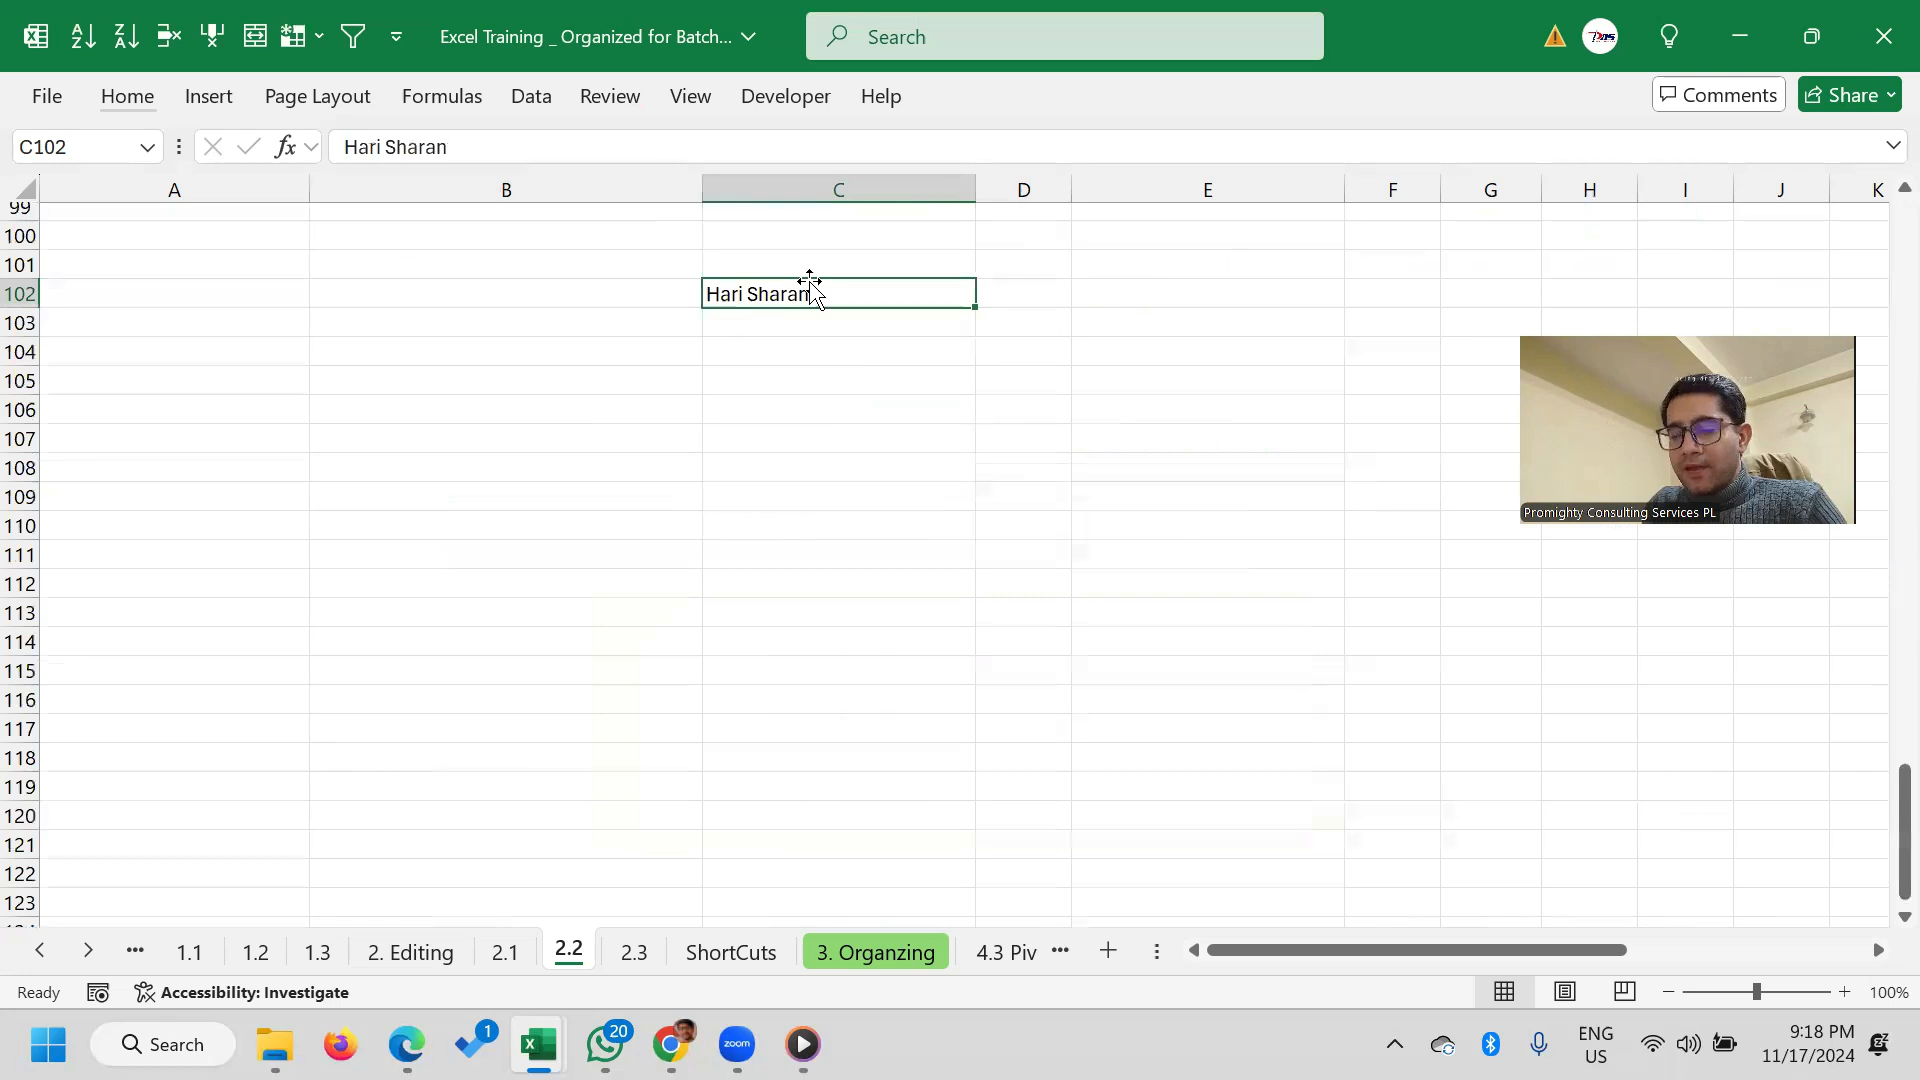 Excel Training _ Organized for Batch...
Search
File Home Insert Page Layout Formulas Data Review View Developer Help
Comments Share
C102 fx Hari Sharan
A B C D E F G H I J K
99
100
101
102 Hari Sharan
103
104
105
106
107
108
109
110
111
112
113
114
115
116
117
118
119
120
121
122
123
Promighty Consulting Services PL
1.1 1.2 1.3 2. Editing 2.1 2.2 2.3 ShortCuts 3. Organzing 4.3 Piv
Ready Accessibility: Investigate 100%
Search
1
20
zoom
ENG
US
9:18 PM
11/17/2024